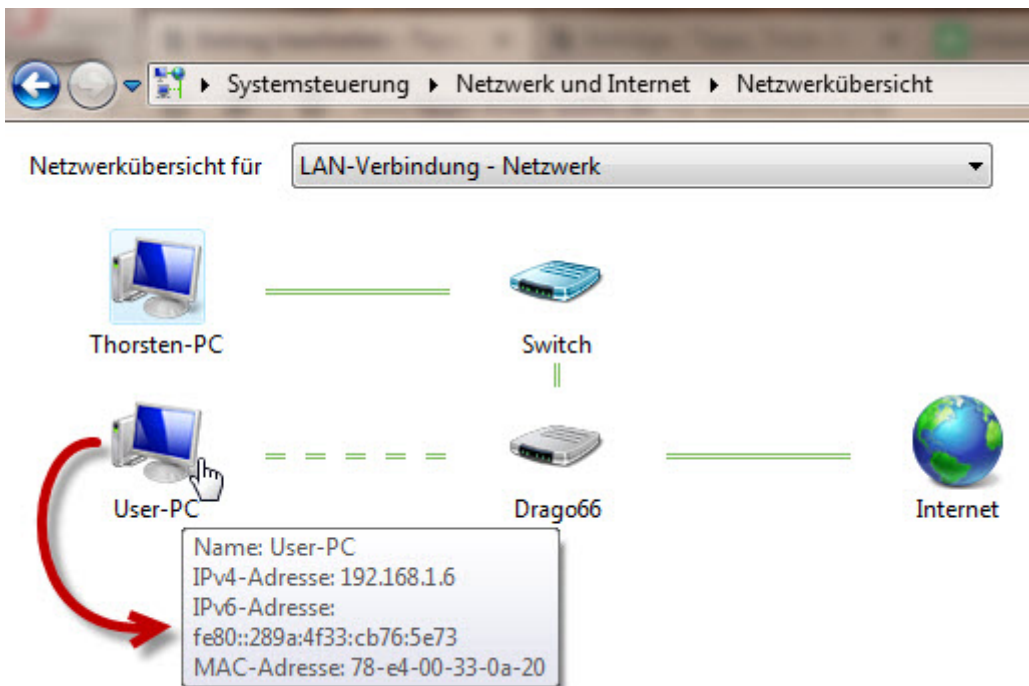 Systemsteuerung Netzwerk und Internet Netzwerkübersicht
Netzwerkübersicht für LAN-Verbindung - Netzwerk
Thorsten-PC
Switch
User-PC
Drago66
Internet
Name: User-PC
IPv4-Adresse: 192.168.1.6
IPv6-Adresse:
fe80::289a:4f33:cb76:5e73
MAC-Adresse: 78-e4-00-33-0a-20